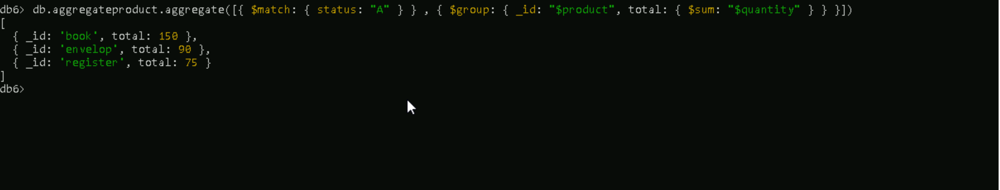 db6> db.aggregateproduct.aggregate([{ $match: { status: "A" } } , { $group: { _id: "$product", total: { $sum: "$quantity" } } }])
[
  { _id: 'book', total: 150 },
  { _id: 'envelop', total: 90 },
  { _id: 'register', total: 75 }
]
db6>